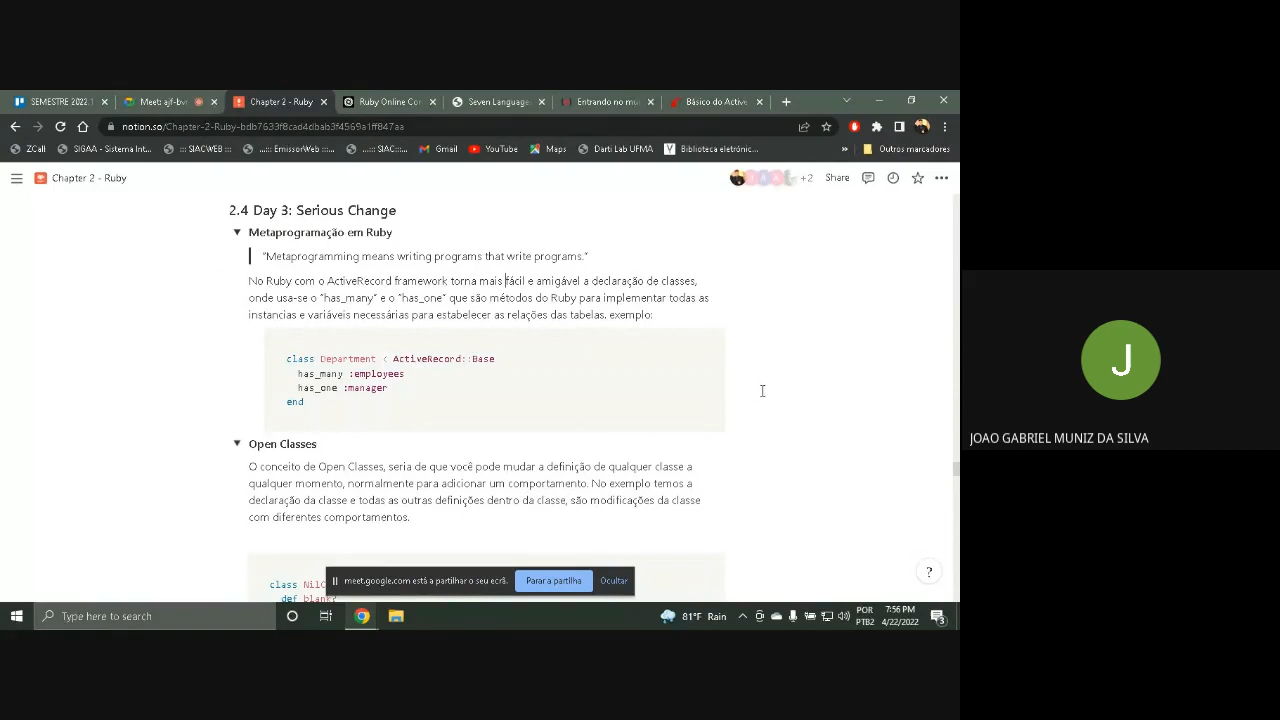 SEMESTRE 2022.1
Meet: ajf-bv
Chapter 2 - Ruby
Ruby Online Co
Seven Language
Entrando no mu
Básico do Active
notion.so/Chapter-2-Ruby-bdb7633f8cad4dbab3f4569a1ff847aa
ZCall
SIGAA - Sistema Int...
::: SIACWEB :::
...::: EmissorWeb :::...
...::: SIAC:::...
Gmail
YouTube
Maps
Darti Lab UFMA
Biblioteca eletrónic...
»
Outros marcadores
Chapter 2 - Ruby
+2
Share
2.4 Day 3: Serious Change
Metaprogramação em Ruby
“Metaprogramming means writing programs that write programs.”
No Ruby com o ActiveRecord framework torna mais fácil e amigável a declaração de classes,
onde usa-se o “has_many” e o “has_one” que são métodos do Ruby para implementar todas as
instancias e variáveis necessárias para estabelecer as relações das tabelas. exemplo:
class Department < ActiveRecord::Base
has_many :employees
has_one :manager
end
Open Classes
O conceito de Open Classes, seria de que você pode mudar a definição de qualquer classe a
qualquer momento, normalmente para adicionar um comportamento. No exemplo temos a
declaração da classe e todas as outras definições dentro da classe, são modificações da classe
com diferentes comportamentos.
class NilC
def blank?
meet.google.com está a partilhar o seu ecrã.
Parar a partilha
Ocultar
?
Type here to search
81°F Rain
POR
PTB2
7:56 PM
4/22/2022
3
J
JOAO GABRIEL MUNIZ DA SILVA